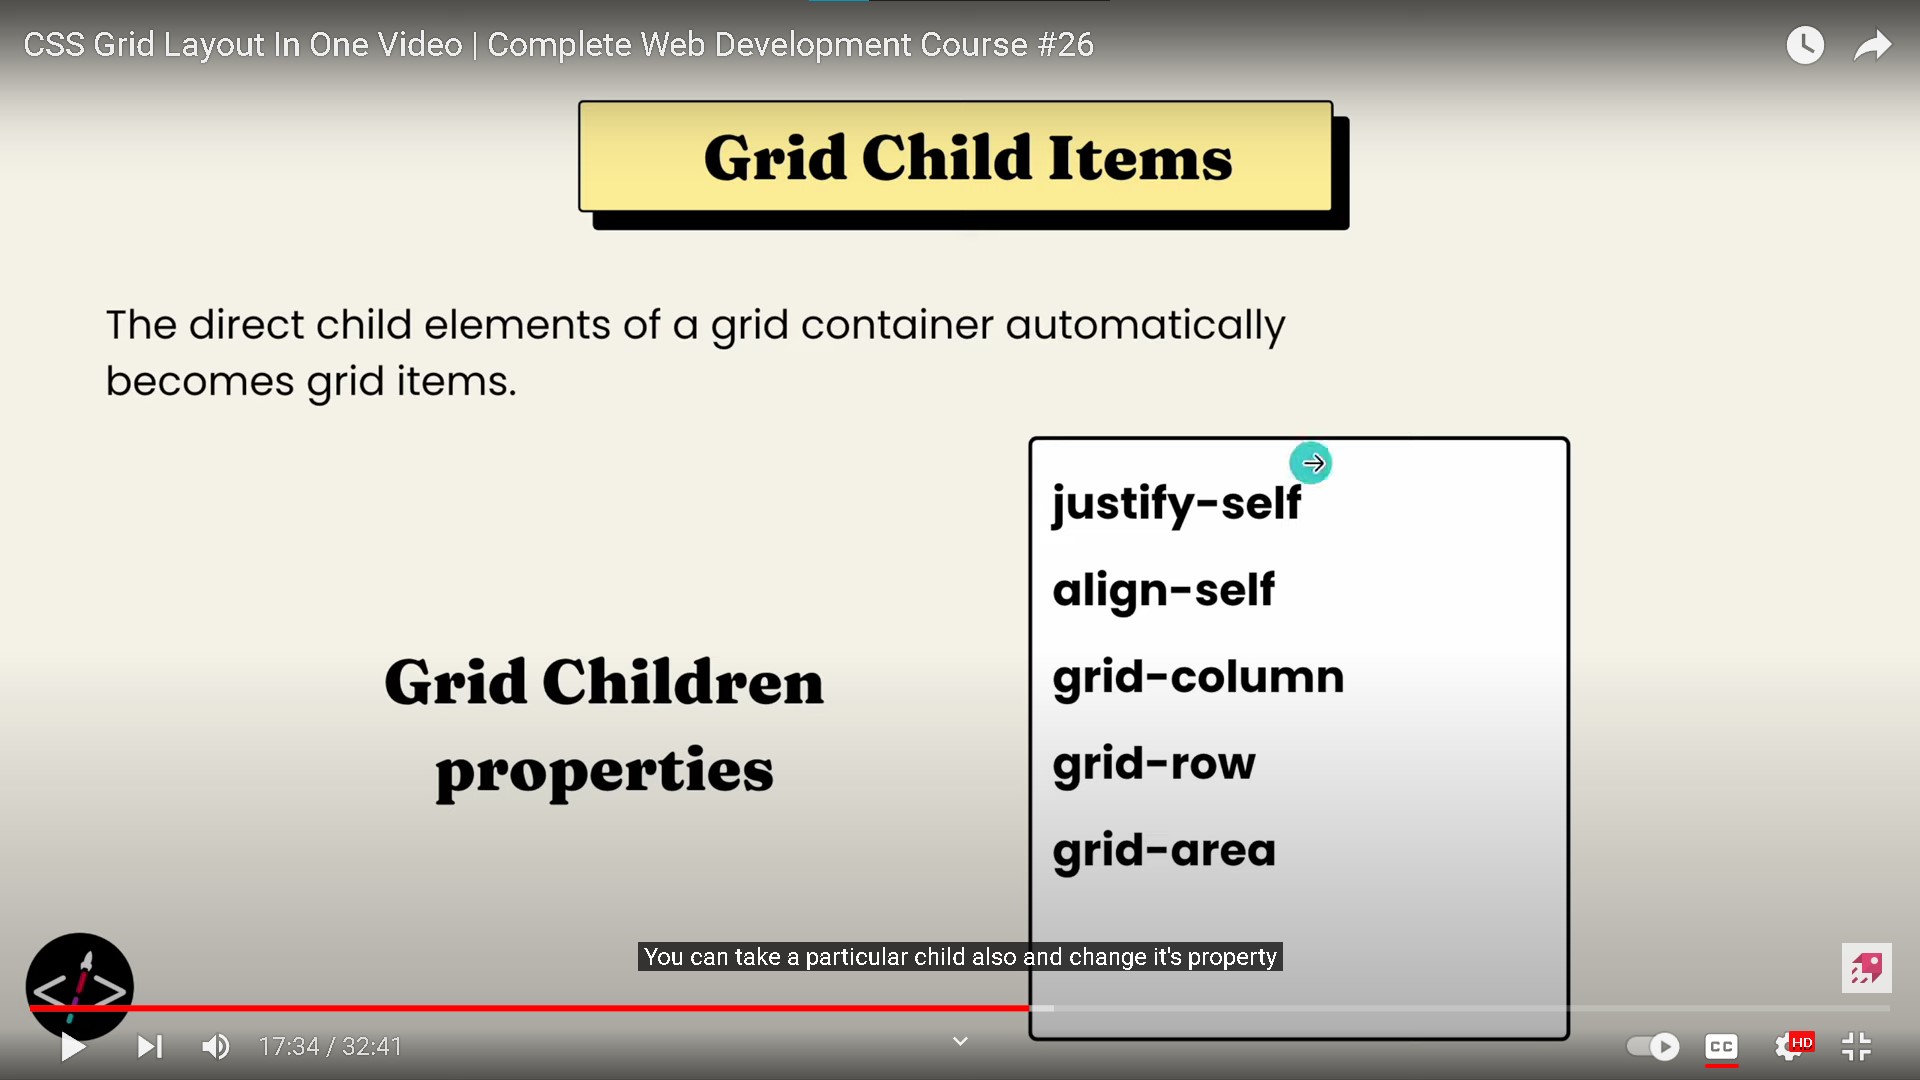 CSS Grid Layout In One Video | Complete Web Development Course #26
Grid Child Items
The direct child elements of a grid container automatically
becomes grid items.
justify-self
align-self
grid-column
grid-row
grid-area
Grid Children
properties
You can take a particular child also and change it's property
17:34 / 32:41
CC
HD